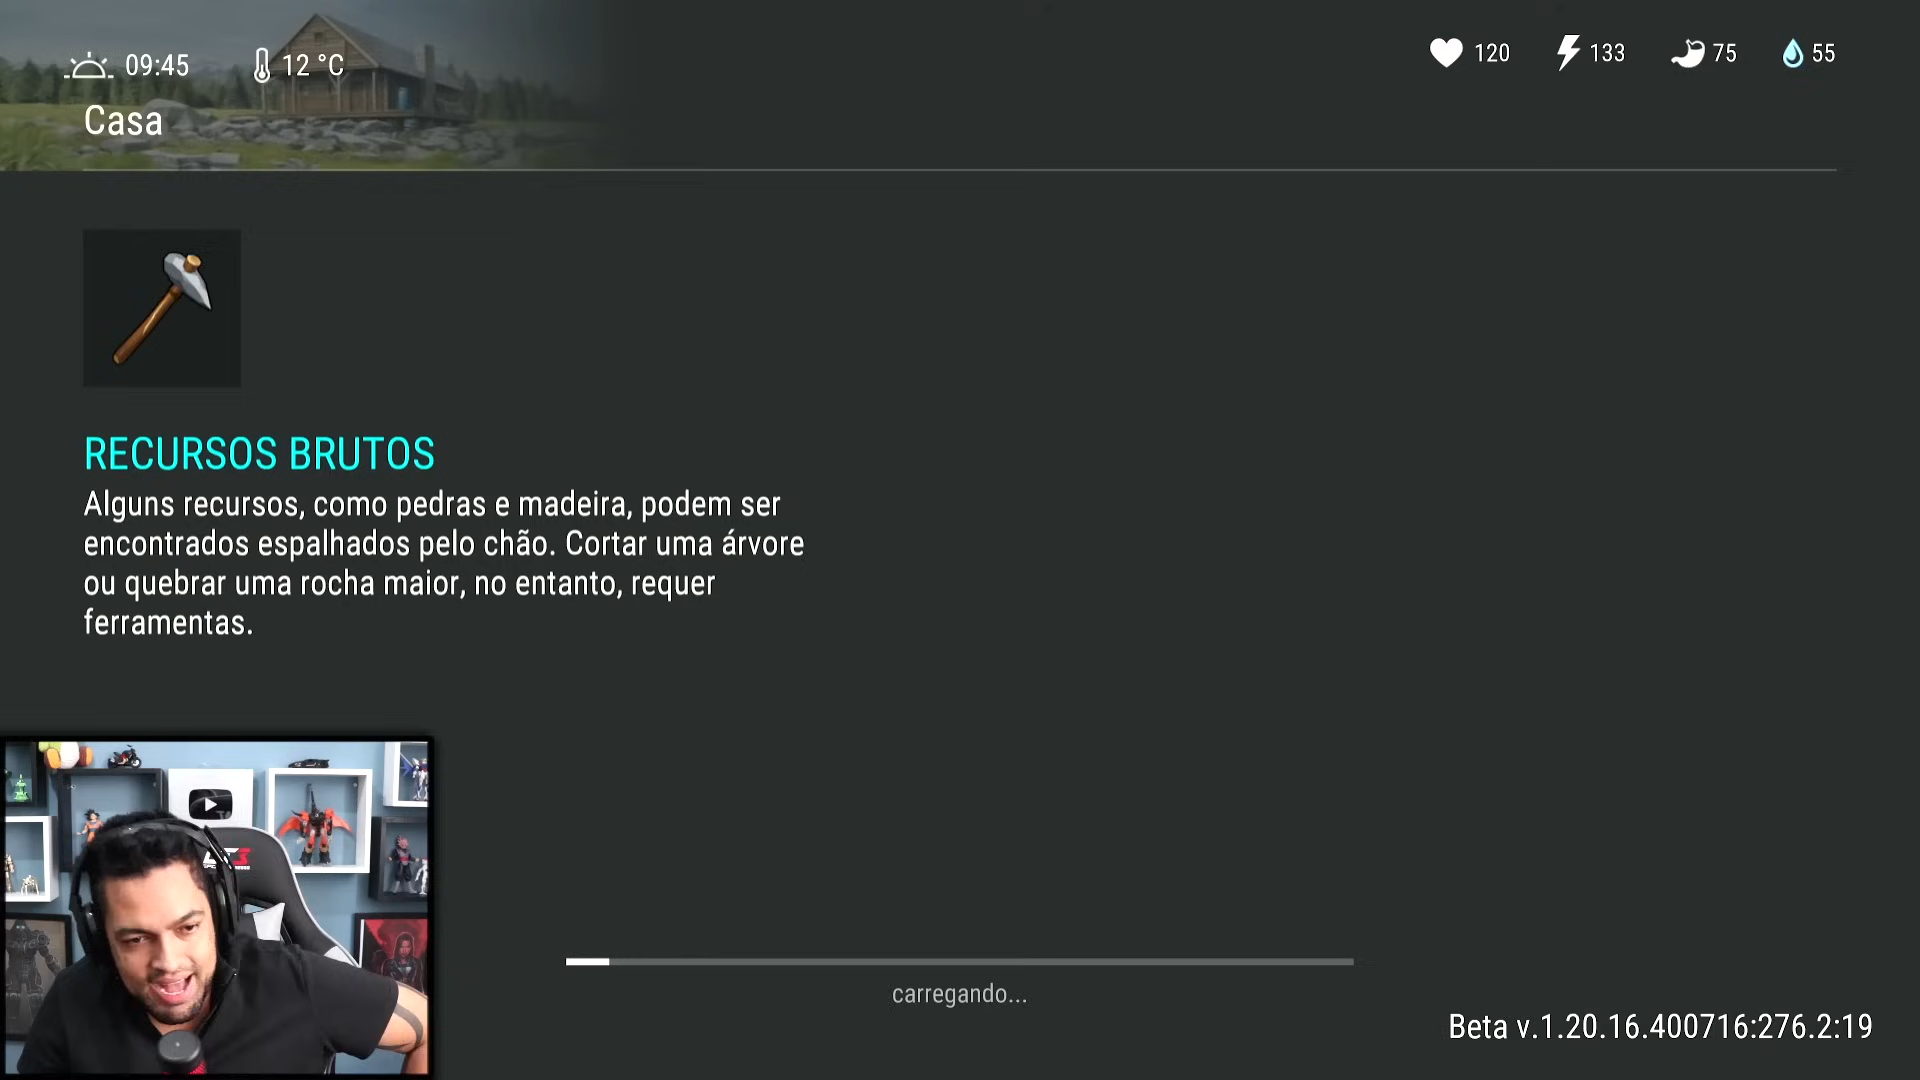 09:45
12 °C
120
133
75
55
Casa
RECURSOS BRUTOS
Alguns recursos, como pedras e madeira, podem ser
encontrados espalhados pelo chão. Cortar uma árvore
ou quebrar uma rocha maior, no entanto, requer
ferramentas.
carregando...
Beta v.1.20.16.400716:276.2:19